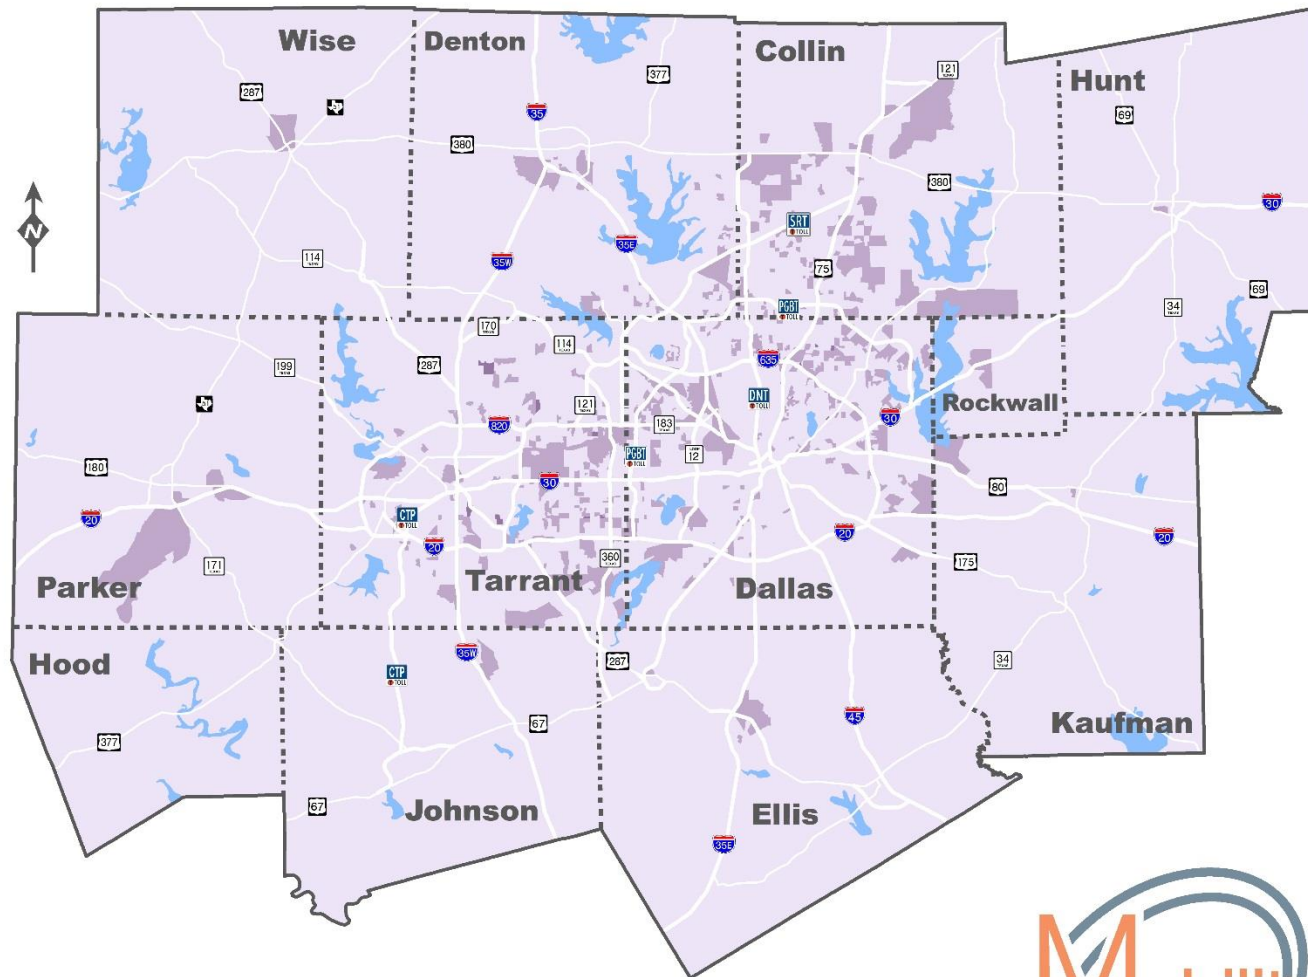 Wise
Denton
Collin
Hunt
377
121
287
35
69
380
380
30
SRT
TOLL
35E
114
35W
75
69
PGBT
TOLL
34
170
114
199
287
635
DNT
TOLL
121
Rockwall
820
183
30
PGBT
TOLL
LOOP
12
180
30
80
20
CTP
TOLL
20
20
20
360
175
171
Parker
Tarrant
Dallas
Hood
35W
287
34
CTP
TOLL
377
67
45
Kaufman
67
Johnson
Ellis
35E
N
M